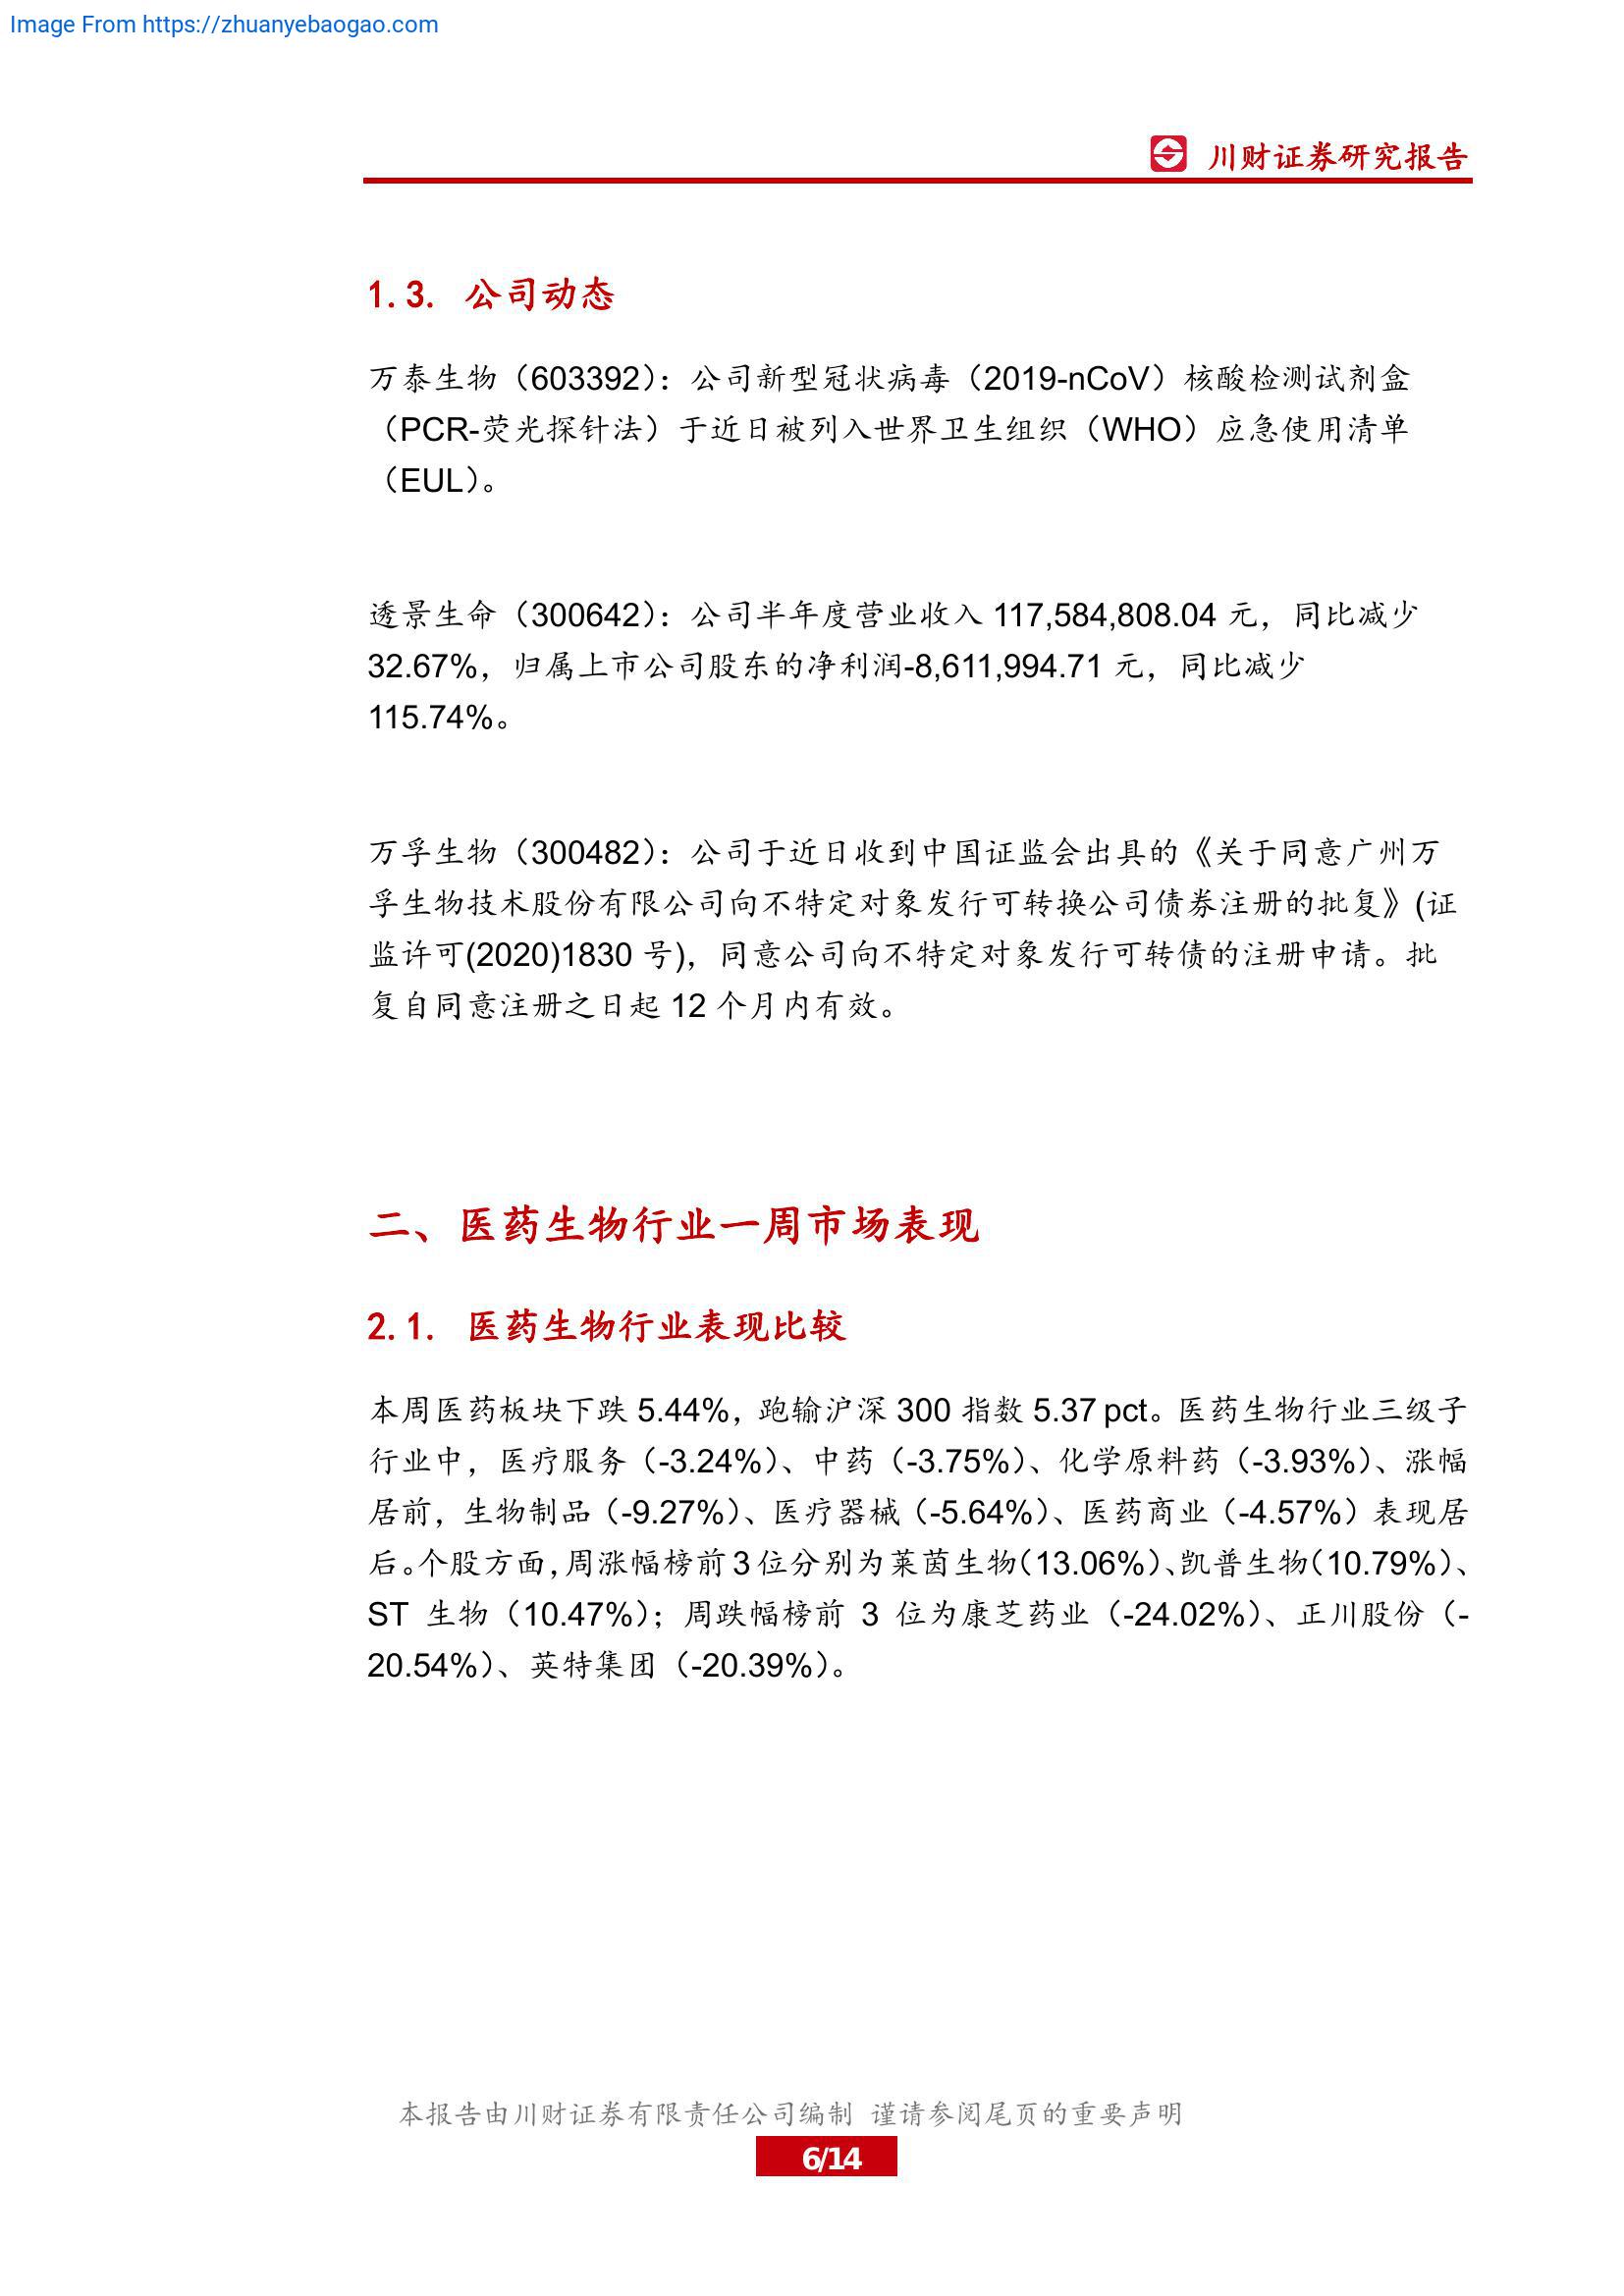 Image From https://zhuanyebaogao.com
川财证券研究报告
1.3. 公司动态
万泰生物（603392）：公司新型冠状病毒（2019-nCoV）核酸检测试剂盒
（PCR-荧光探针法）于近日被列入世界卫生组织（WHO）应急使用清单
（EUL）。
透景生命（300642）：公司半年度营业收入 117,584,808.04 元，同比减少
32.67%，归属上市公司股东的净利润-8,611,994.71 元，同比减少
115.74%。
万孚生物（300482）：公司于近日收到中国证监会出具的《关于同意广州万
孚生物技术股份有限公司向不特定对象发行可转换公司债券注册的批复》(证
监许可(2020)1830 号)，同意公司向不特定对象发行可转债的注册申请。批
复自同意注册之日起 12 个月内有效。
二、医药生物行业一周市场表现
2.1. 医药生物行业表现比较
本周医药板块下跌 5.44%，跑输沪深 300 指数 5.37 pct。医药生物行业三级子
行业中，医疗服务（-3.24%）、中药（-3.75%）、化学原料药（-3.93%）、涨幅
居前，生物制品（-9.27%）、医疗器械（-5.64%）、医药商业（-4.57%）表现居
后。个股方面，周涨幅榜前 3 位分别为莱茵生物（13.06%）、凯普生物（10.79%）、
ST 生物（10.47%）；周跌幅榜前 3 位为康芝药业（-24.02%）、正川股份（-
20.54%）、英特集团（-20.39%）。
本报告由川财证券有限责任公司编制 谨请参阅尾页的重要声明
6/14